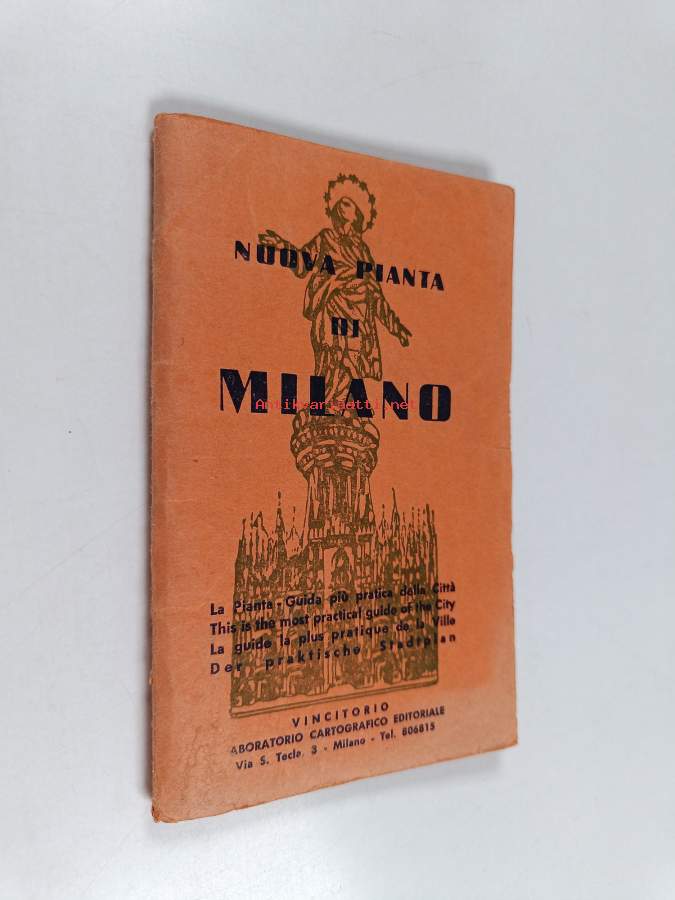 NUOVA PIANTA
DI
MILANO
Antikvariaatti.net
La Pianta - Guida più pratica della Città
This is the most practical guide of the City
La guide la plus pratique de la Ville
Der praktische Stadtplan
VINCITORIO
ABORATORIO CARTOGRAFICO EDITORIALE
Via S. Tecla, 3 - Milano - Tel. 806815